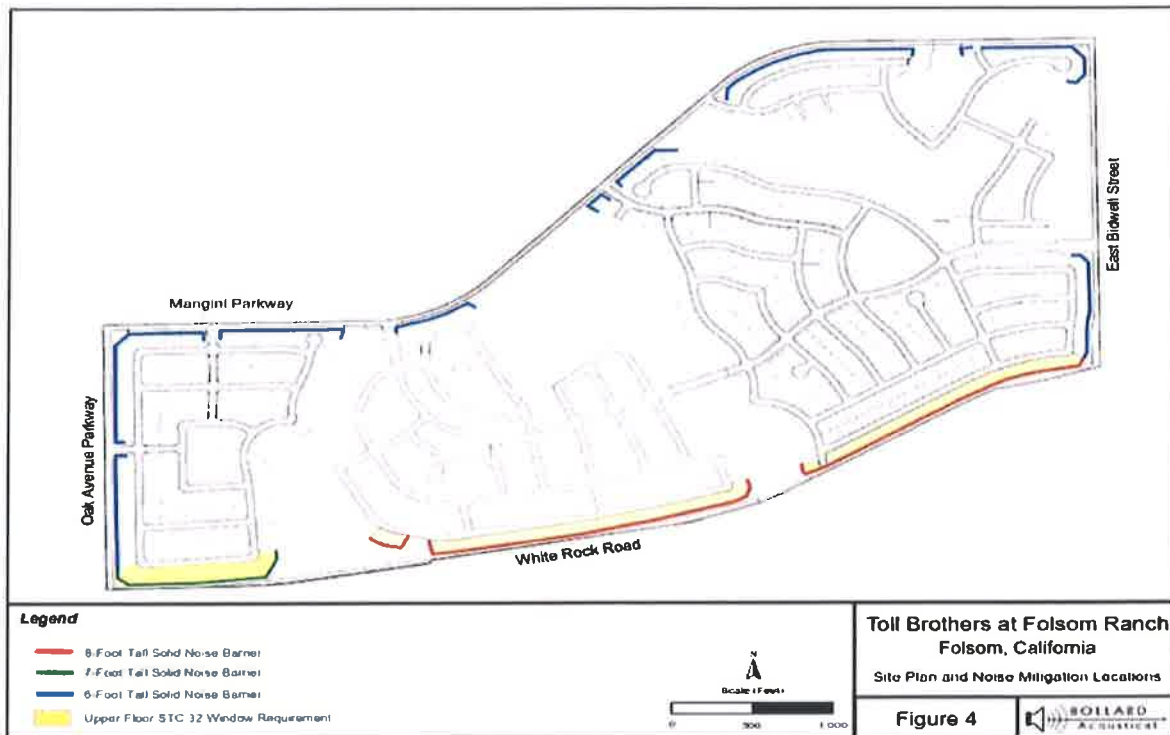 Mangini Parkway
East Bidwell Street
Oak Avenue Parkway
White Rock Road
Legend
8-Foot Tall Solid Noise Barrier
7-Foot Tall Solid Noise Barrier
6-Foot Tall Solid Noise Barrier
Upper Floor STC 32 Window Requirement
N
Scale (Feet)
0 500 1,000
Toll Brothers at Folsom Ranch
Folsom, California
Site Plan and Noise Mitigation Locations
Figure 4
BOLLARD
Acoustical